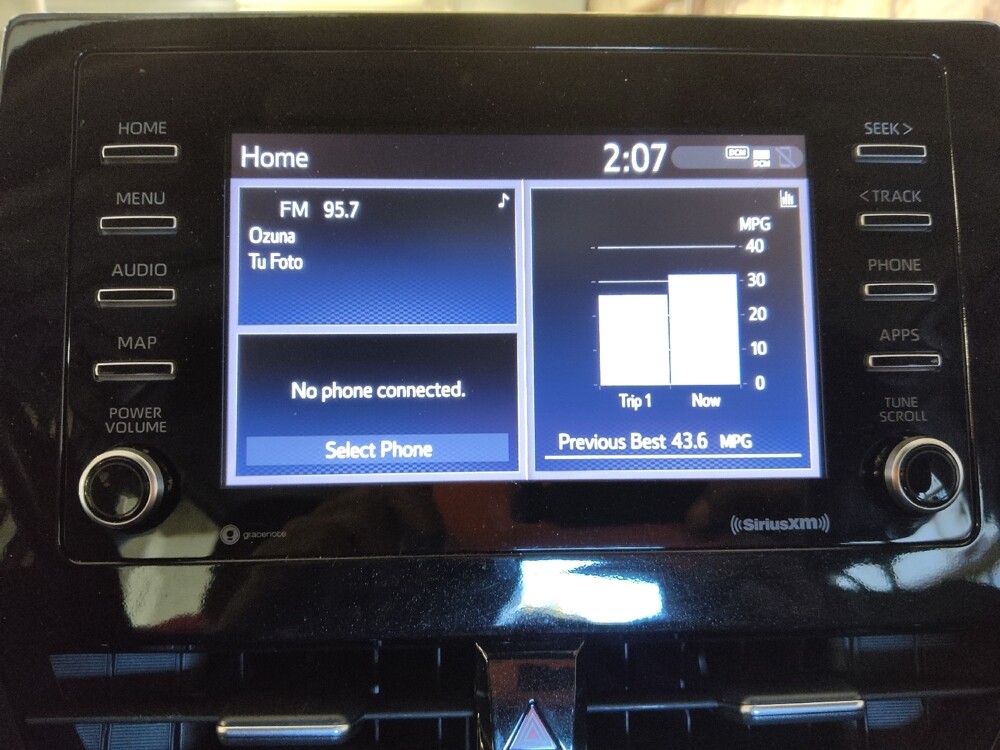 HOME
MENU
AUDIO
MAP
POWER
VOLUME
Home
2:07
DCM
DCM
FM 95.7
Ozuna
Tu Foto
No phone connected.
Select Phone
MPG
40
30
20
10
0
Trip 1
Now
Previous Best 43.6 MPG
SEEK >
< TRACK
PHONE
APPS
TUNE
SCROLL
gracenote
((SiriusXM))